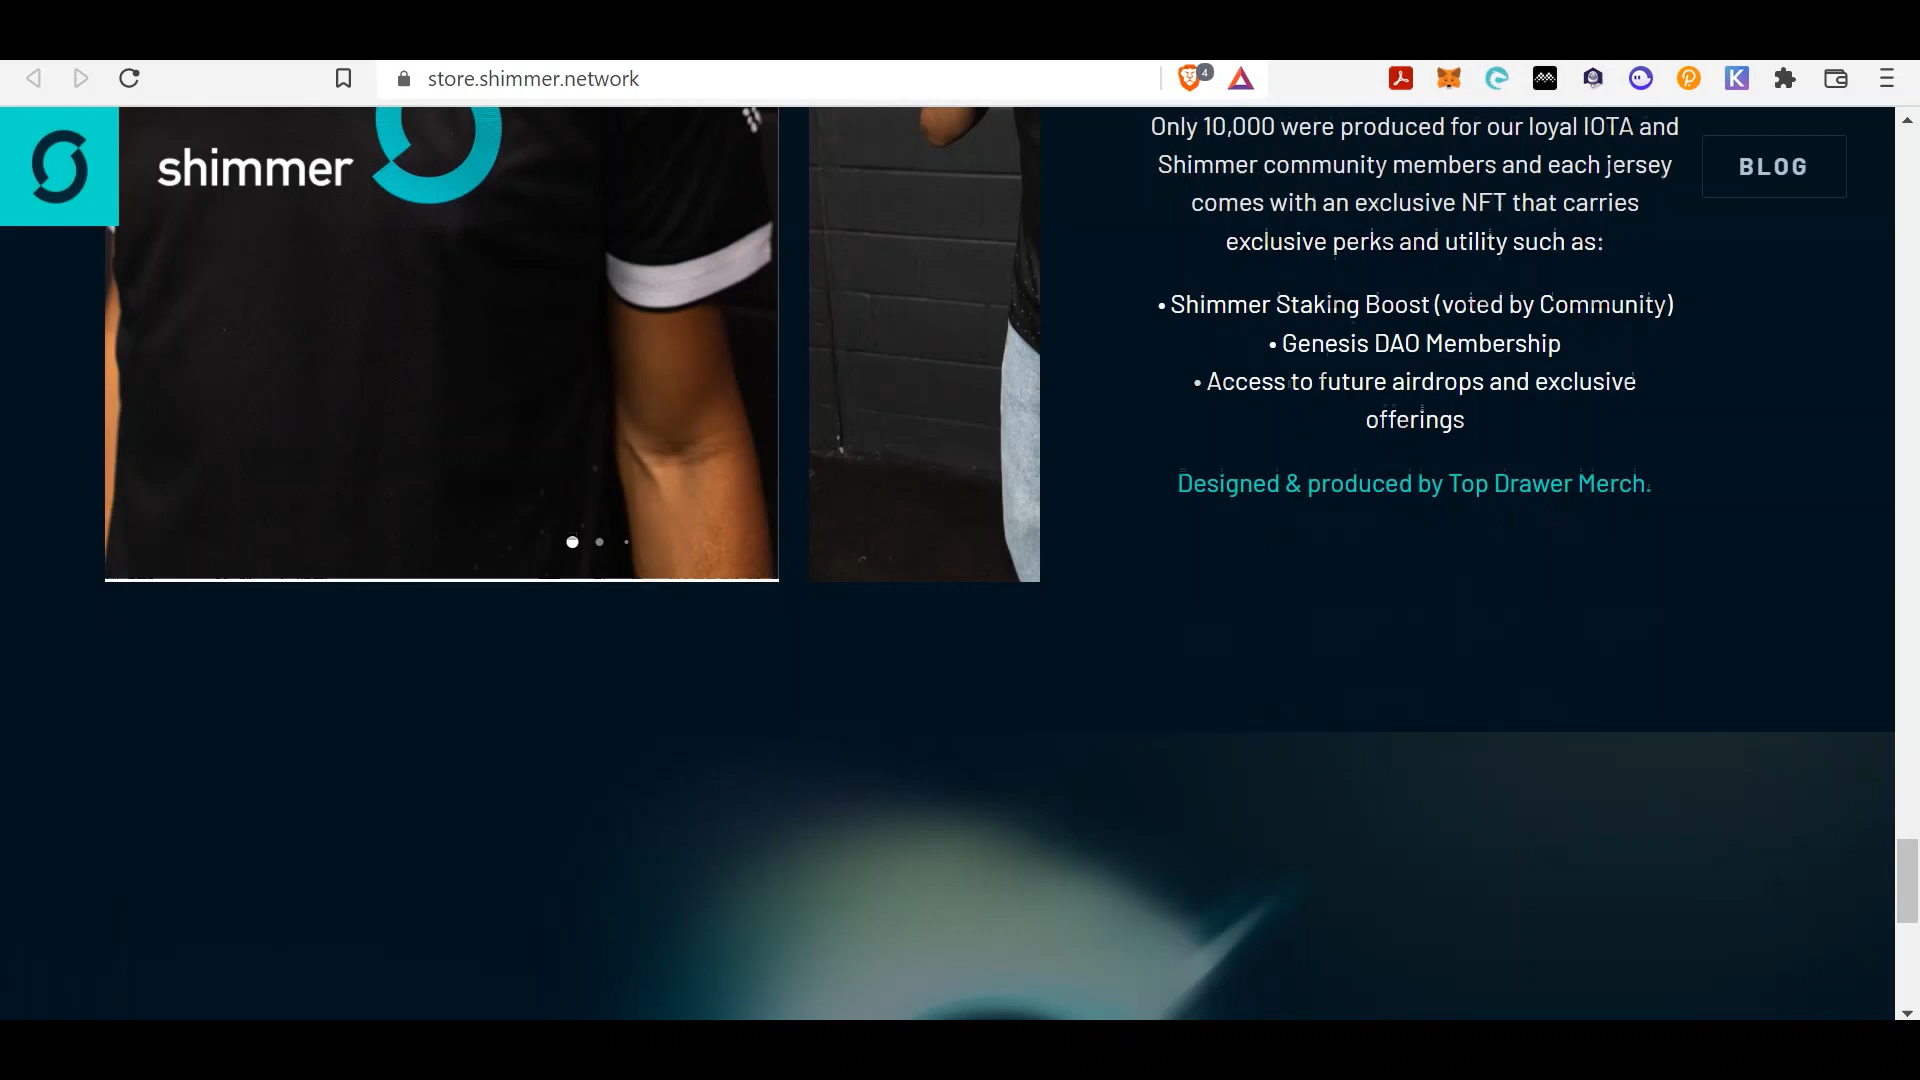 store.shimmer.network
4
shimmer
BLOG
Only 10,000 were produced for our loyal IOTA and
Shimmer community members and each jersey
comes with an exclusive NFT that carries
exclusive perks and utility such as:
• Shimmer Staking Boost (voted by Community)
• Genesis DAO Membership
• Access to future airdrops and exclusive
offerings
Designed & produced by Top Drawer Merch.